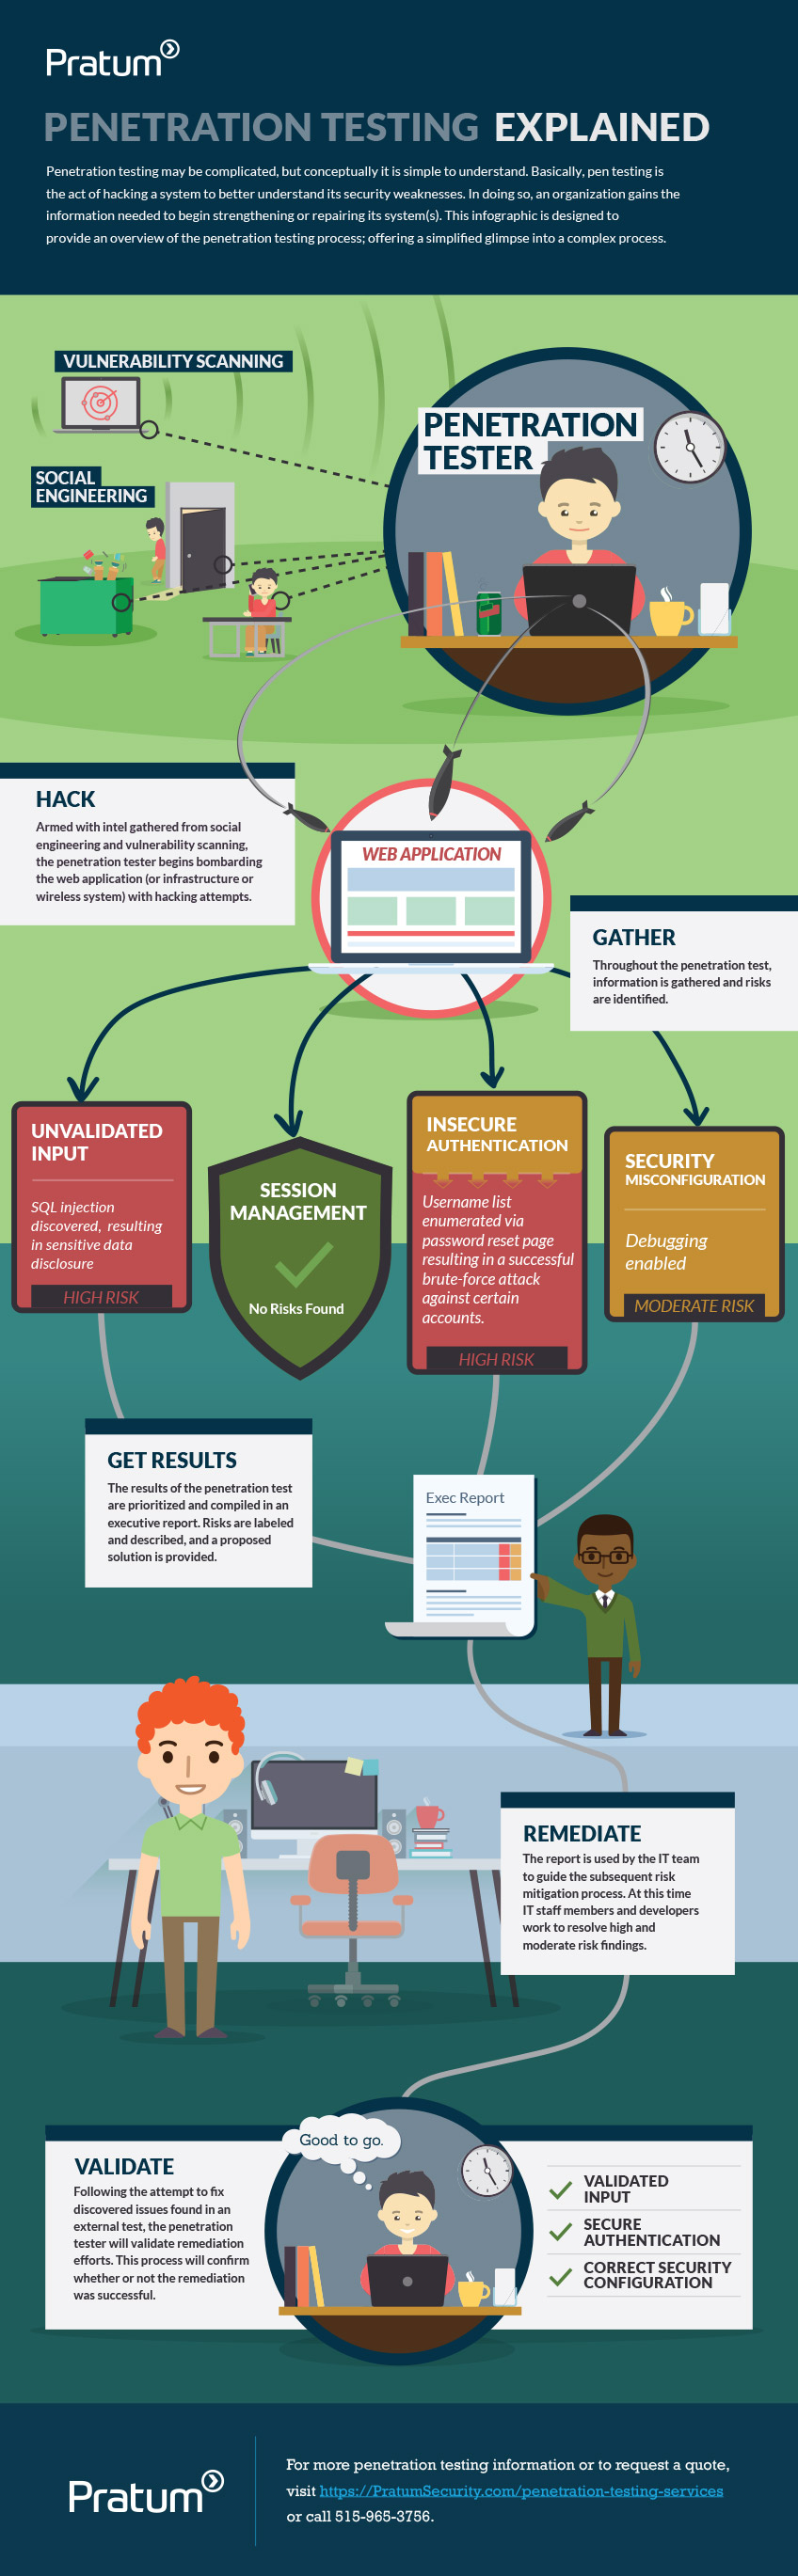 Pratum
PENETRATION TESTING EXPLAINED
Penetration testing may be complicated, but conceptually it is simple to understand. Basically, pen testing is
the act of hacking a system to better understand its security weaknesses. In doing so, an organization gains the
information needed to begin strengthening or repairing its system(s). This infographic is designed to
provide an overview of the penetration testing process; offering a simplified glimpse into a complex process.
VULNERABILITY SCANNING
SOCIAL
ENGINEERING
PENETRATION
TESTER
HACK
Armed with intel gathered from social
engineering and vulnerability scanning,
the penetration tester begins bombarding
the web application (or infrastructure or
wireless system) with hacking attempts.
WEB APPLICATION
GATHER
Throughout the penetration test,
information is gathered and risks
are identified.
UNVALIDATED
INPUT
SQL injection
discovered, resulting
in sensitive data
disclosure
HIGH RISK
SESSION
MANAGEMENT
No Risks Found
INSECURE
AUTHENTICATION
Username list
enumerated via
password reset page
resulting in a successful
brute-force attack
against certain
accounts.
HIGH RISK
SECURITY
MISCONFIGURATION
Debugging
enabled
MODERATE RISK
GET RESULTS
The results of the penetration test
are prioritized and compiled in an
executive report. Risks are labeled
and described, and a proposed
solution is provided.
Exec Report
REMEDIATE
The report is used by the IT team
to guide the subsequent risk
mitigation process. At this time
IT staff members and developers
work to resolve high and
moderate risk findings.
VALIDATE
Following the attempt to fix
discovered issues found in an
external test, the penetration
tester will validate remediation
efforts. This process will confirm
whether or not the remediation
was successful.
Good to go.
VALIDATED
INPUT
SECURE
AUTHENTICATION
CORRECT SECURITY
CONFIGURATION
Pratum
For more penetration testing information or to request a quote,
visit https://PratumSecurity.com/penetration-testing-services
or call 515-965-3756.